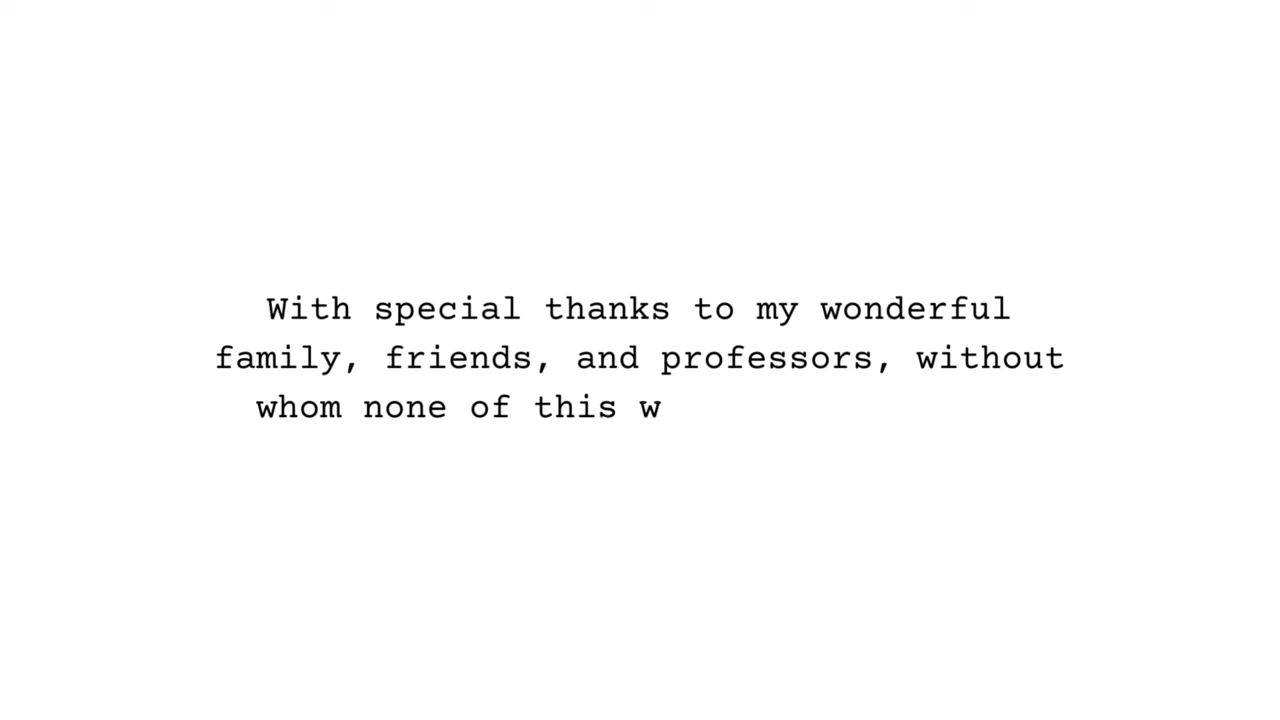 With special thanks to my wonderful
family, friends, and professors, without
whom none of this w